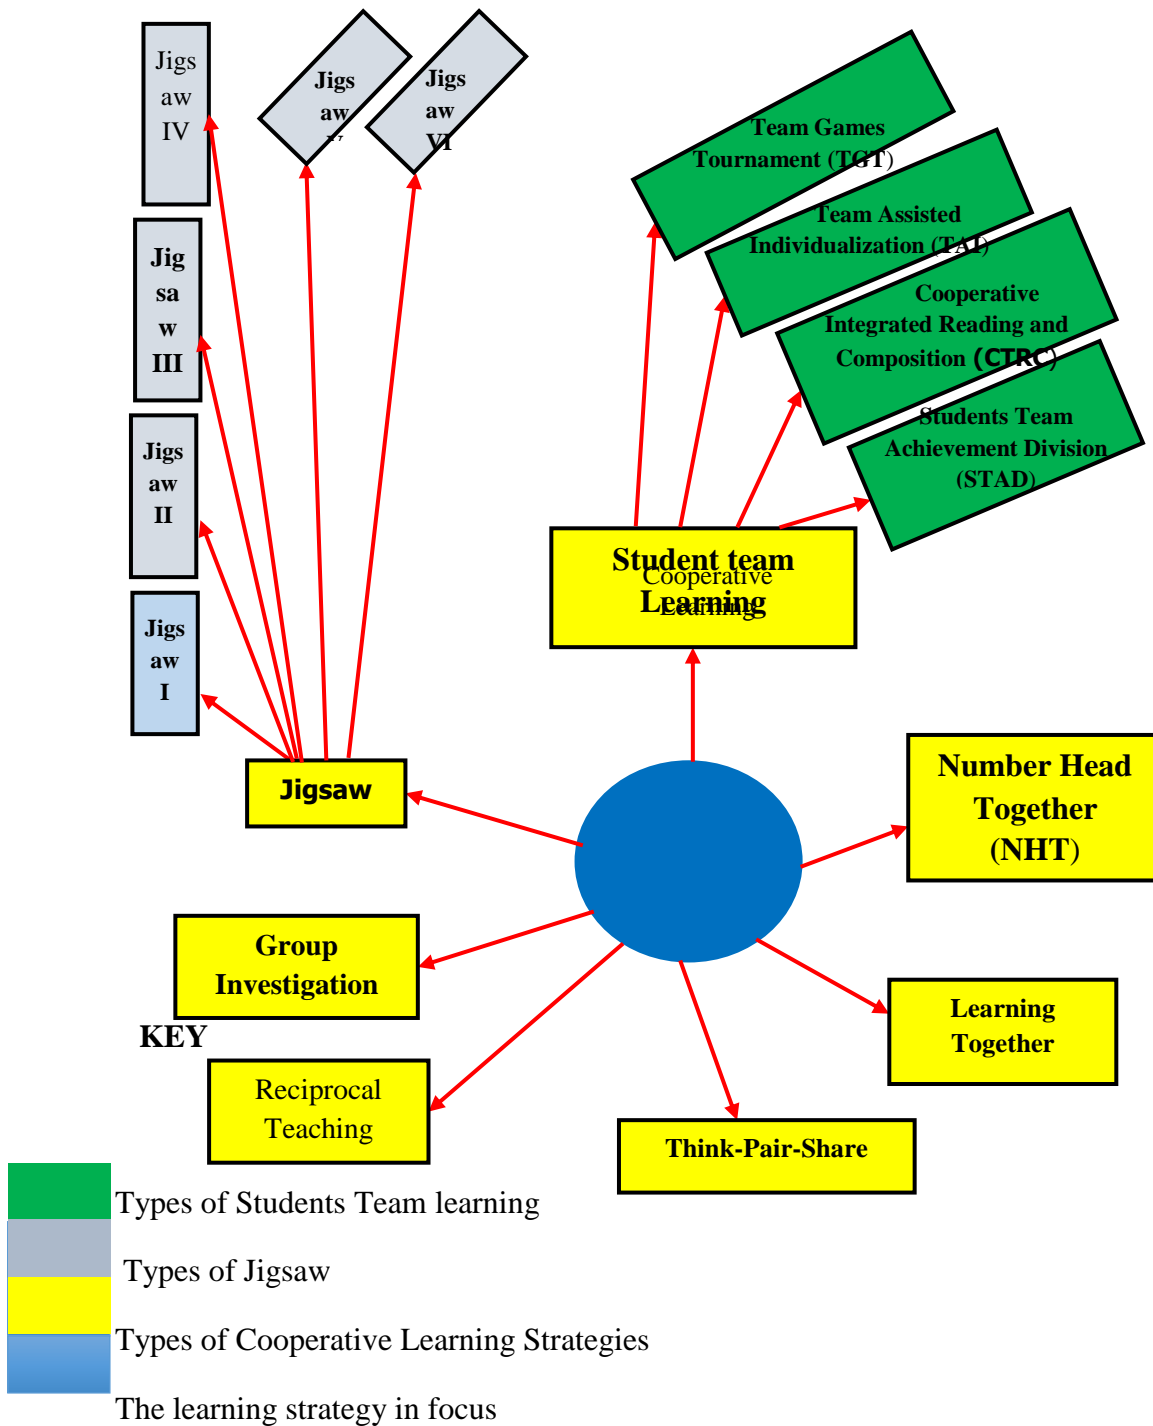 Jigs
aw
IV
Jigs
aw
Jigs
aw
VI
Jig
sa
w
III
Jigs
aw
II
Jigs
aw
I
Team Games
Tournament (TGT)
Team Assisted
Individualization (TAI)
Cooperative
Integrated Reading and
Composition (CTRC)
Students Team
Achievement Division
(STAD)
Student team
Learning
Cooperative
Learning
Jigsaw
Number Head
Together
(NHT)
Group
Investigation
Learning
Together
KEY
Reciprocal
Teaching
Think-Pair-Share
Types of Students Team learning
Types of Jigsaw
Types of Cooperative Learning Strategies
The learning strategy in focus